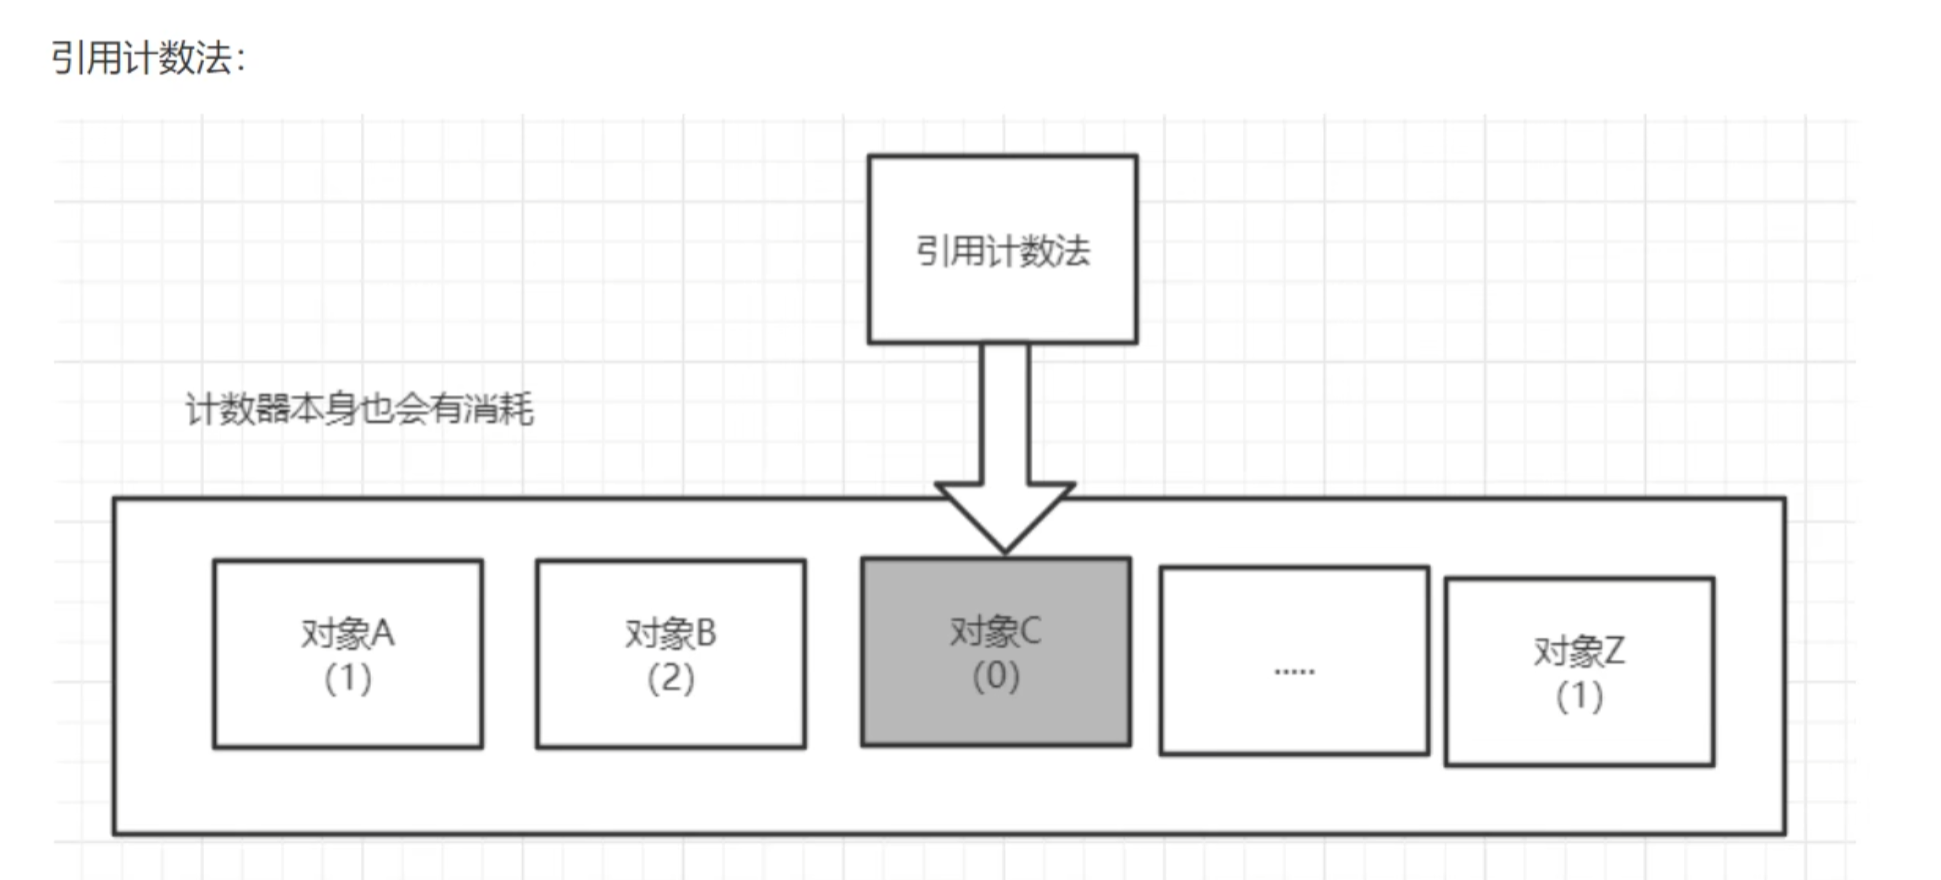 引用计数法：
引用计数法
计数器本身也会有消耗
对象A
(1)
对象B
(2)
对象C
(0)
.....
对象Z
(1)